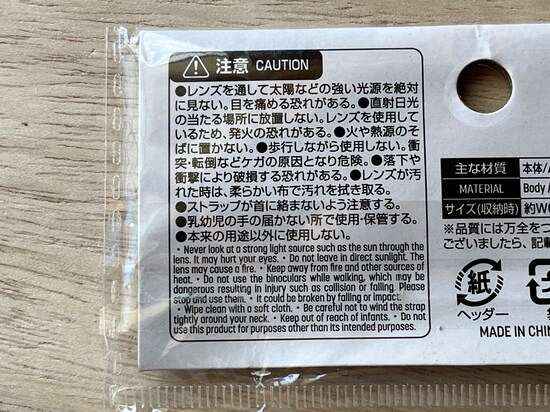 注意 CAUTION
●レンズを通して太陽などの強い光源を絶対
に見ない。目を痛める恐れがある。●直射日光
の当たる場所に放置しない。レンズを使用し
ているため、発火の恐れがある。●火や熱源のそ
ばに置かない。●歩行しながら使用しない。衝
突・転倒などケガの原因となり危険。●落下や
衝撃により破損する恐れがある。●レンズが汚
れた時は、柔らかい布で汚れを拭き取る。
●ストラップが首に絡まないよう注意する。
●乳幼児の手の届かない所で使用・保管する。
●本来の用途以外に使用しない。
・Never look at a strong light source such as the sun through the
lens. It may hurt your eyes. ・Do not leave in direct sunlight. The
lens may cause a fire. ・Keep away from fire and other sources of
heat. ・Do not use the binoculars while walking, which may be
dangerous resulting in injury such as collision or falling. Please
stop and use them. ・It could be broken by falling or impact.
・Wipe clean with a soft cloth. ・Be careful not to wind the strap
tightly around your neck. ・Keep out of reach of infants. ・Do not
use this product for purposes other than its intended purposes.
主な材質 本体/
MATERIAL Body
サイズ(収納時) 約W
※品質には万全を
ございましたら、記
紙
ヘッダー
MADE IN CHIN